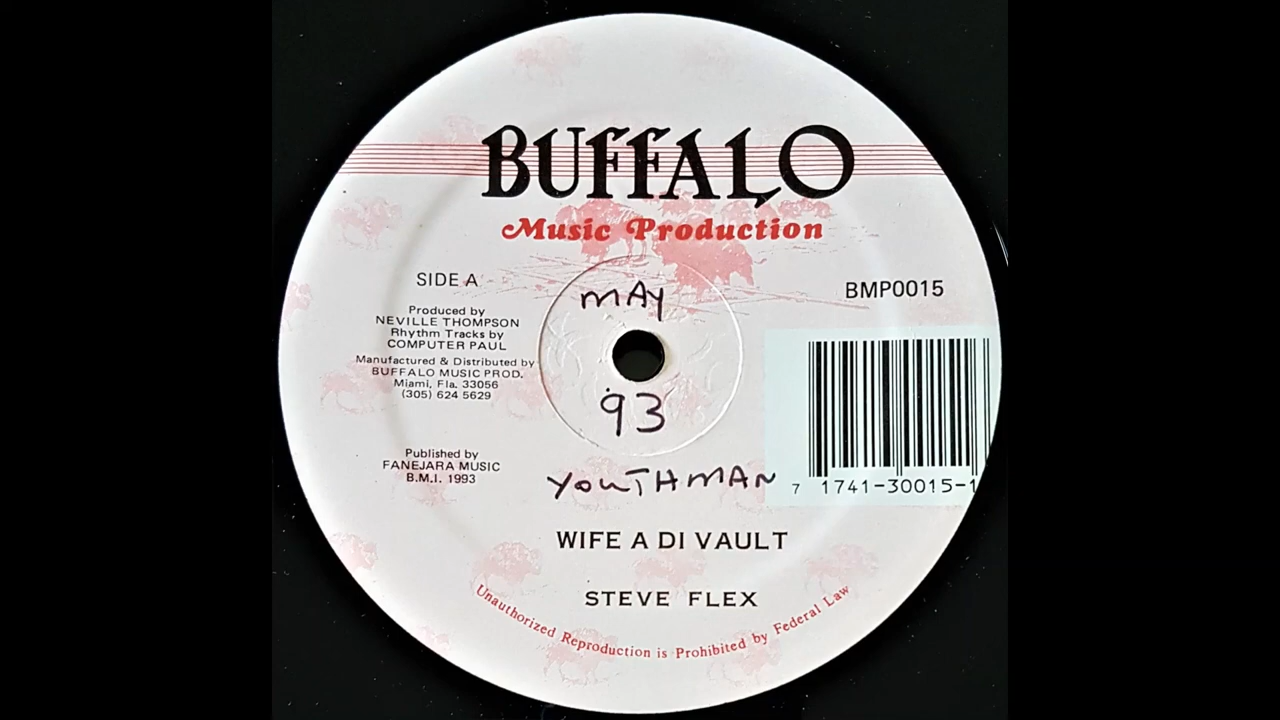 BUFFALO
Music Production
SIDE A
BMP0015
Produced by
NEVILLE THOMPSON
Rhythm Tracks by
COMPUTER PAUL
Manufactured & Distributed by
BUFFALO MUSIC PROD.
Miami, Fla. 33056
(305) 624 5629
Published by
FANEJARA MUSIC
B.M.I. 1993
MAY
93
YOUTHMAN
7 1741-30015-1
WIFE A DI VAULT
STEVE FLEX
Unauthorized Reproduction is Prohibited by Federal Law